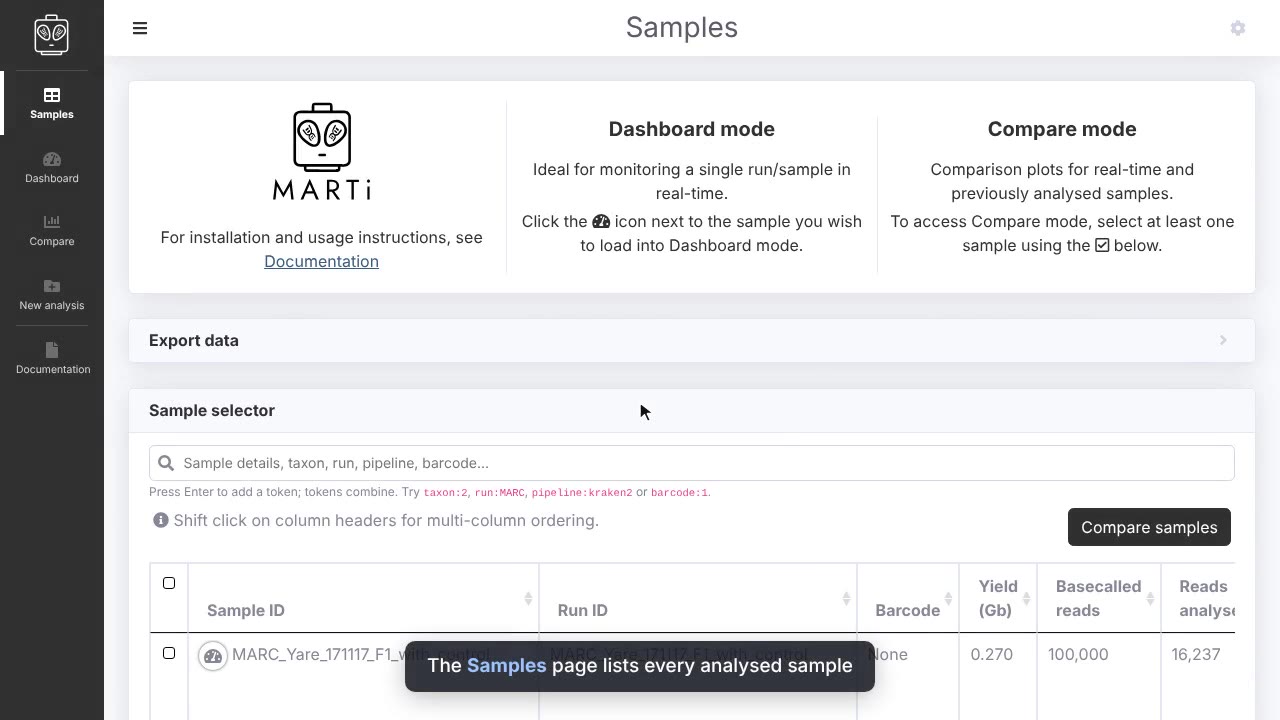 Samples
Samples
Dashboard
Compare
New analysis
Documentation
MARTi
For installation and usage instructions, see
Documentation
Dashboard mode
Ideal for monitoring a single run/sample in
real-time.
Click the icon next to the sample you wish
to load into Dashboard mode.
Compare mode
Comparison plots for real-time and
previously analysed samples.
To access Compare mode, select at least one
sample using the below.
Export data
Sample selector
Sample details, taxon, run, pipeline, barcode...
Press Enter to add a token; tokens combine. Try taxon:2, run:MARC, pipeline:kraken2 or barcode:1.
Shift click on column headers for multi-column ordering.
Compare samples
Sample ID
Run ID
Barcode
Yield
(Gb)
Basecalled
reads
Reads
analyse
MARC_Yare_171117_F1_with_control
MARC_Yare_171117_F1_with_control
None
0.270
100,000
16,237
The Samples page lists every analysed sample